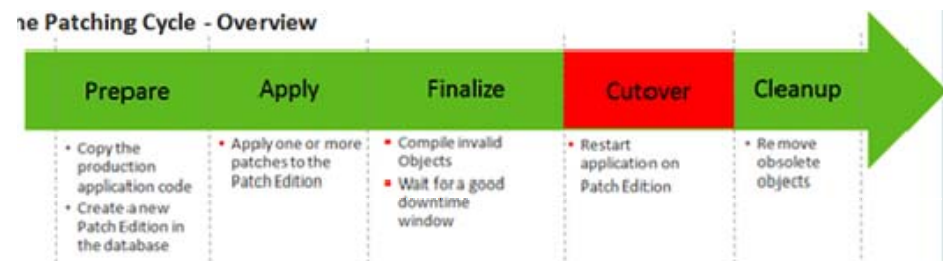 ne Patching Cycle - Overview
Prepare
Apply
Finalize
Cutover
Cleanup
• Copy the
production
application code
• Create a new
Patch Edition in
the database
• Apply one or more
patches to the
Patch Edition
• Compile invalid
Objects
• Wait for a good
downtime
window
• Restart
application on
Patch Edition
• Remove
obsolete
objects